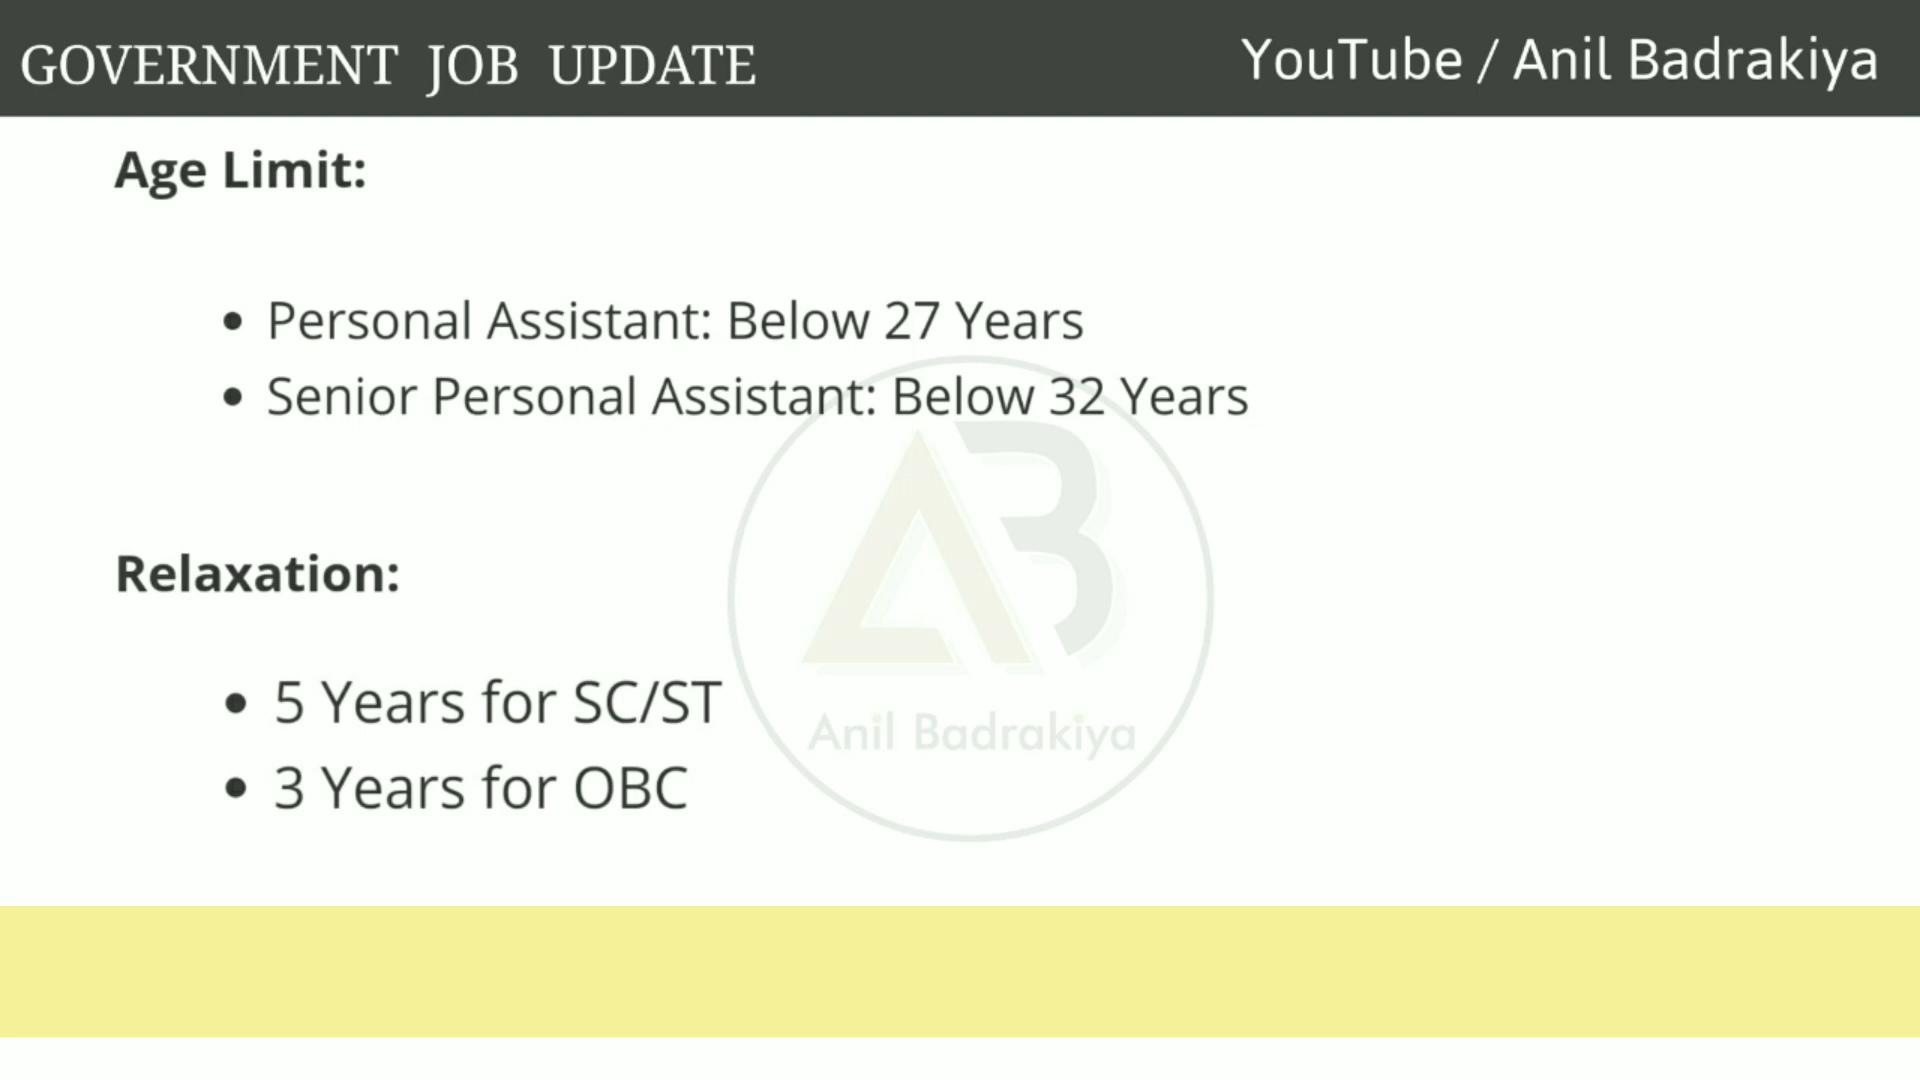 GOVERNMENT JOB UPDATE
YouTube / Anil Badrakiya
Age Limit:
• Personal Assistant: Below 27 Years
• Senior Personal Assistant: Below 32 Years
AB
Relaxation:
• 5 Years for SC/ST
Anil Badrakiya
• 3 Years for OBC